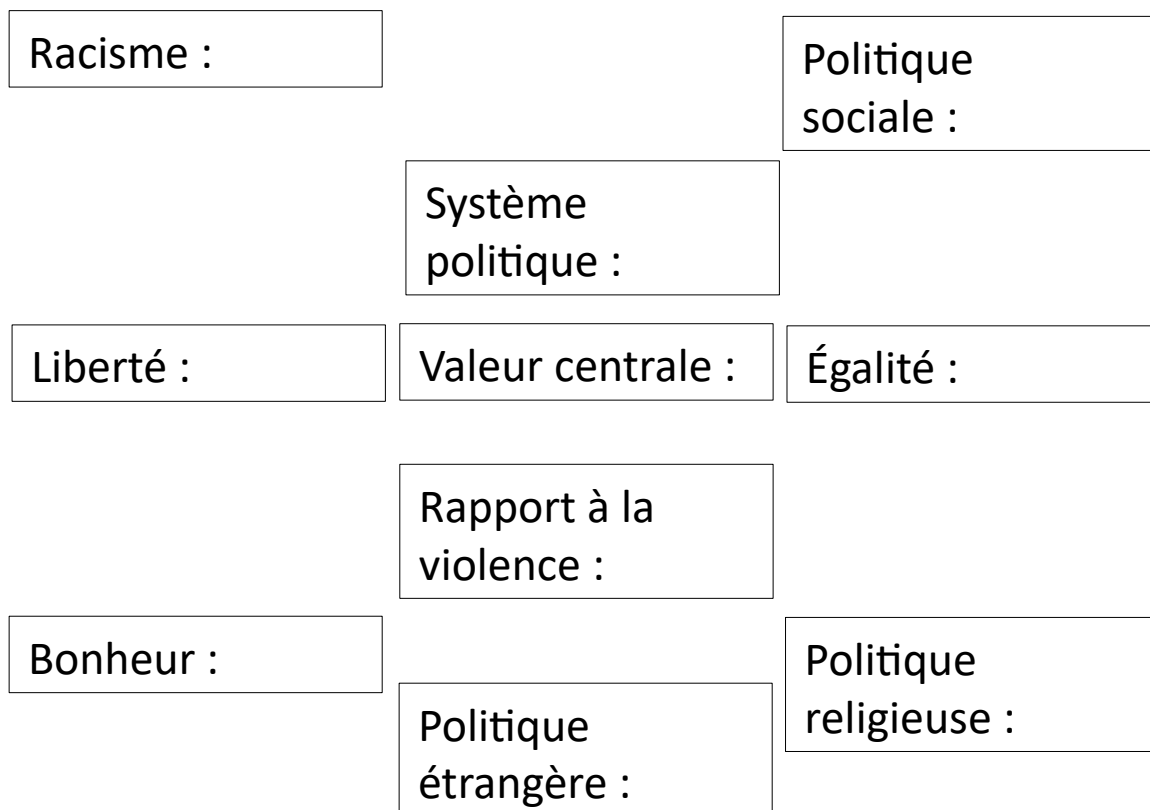 Racisme :
Politique
sociale :
Système
politique :
Liberté :
Valeur centrale :
Égalité :
Rapport à la
violence :
Bonheur :
Politique
religieuse :
Politique
étrangère :